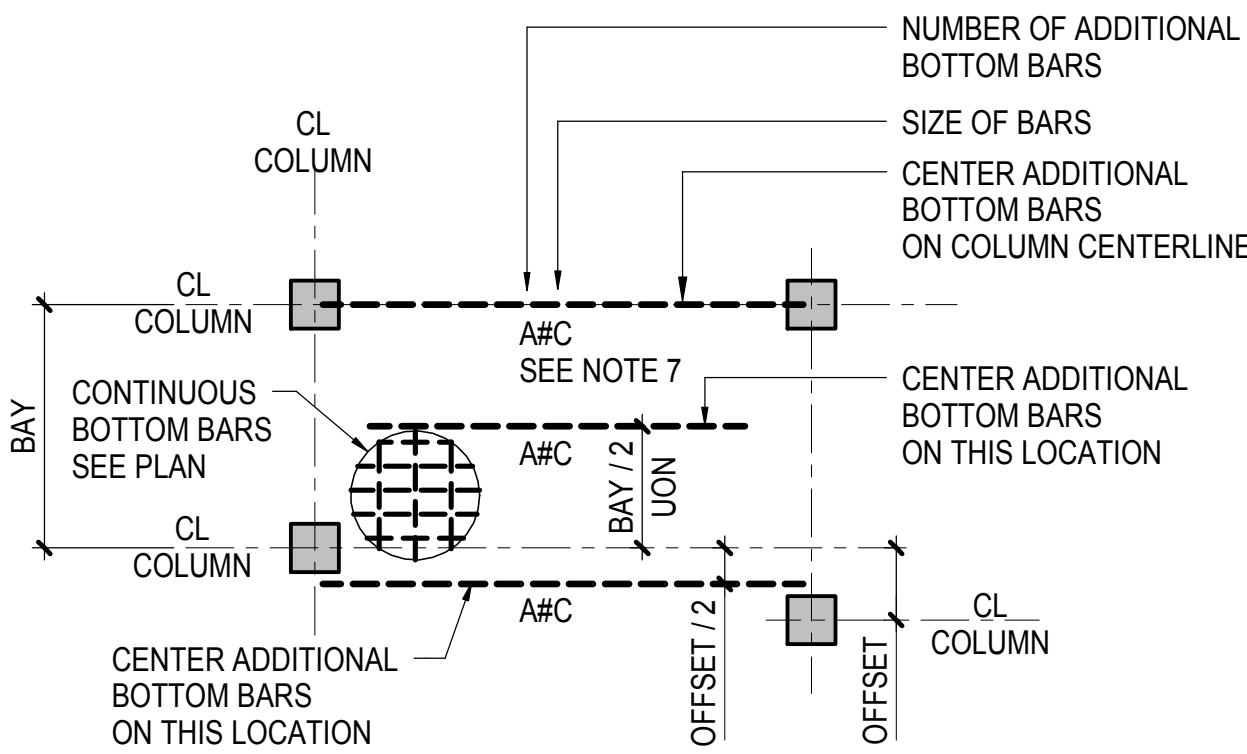 NUMBER OF ADDITIONAL
BOTTOM BARS
SIZE OF BARS
CL
COLUMN
CENTER ADDITIONAL
BOTTOM BARS
ON COLUMN CENTERLINE
CL
COLUMN
A#C
SEE NOTE 7
BAY
CONTINUOUS
BOTTOM BARS
SEE PLAN
A#C
BAY / 2
UON
CENTER ADDITIONAL
BOTTOM BARS
ON THIS LOCATION
CL
COLUMN
A#C
OFFSET / 2
OFFSET
CL
COLUMN
CENTER ADDITIONAL
BOTTOM BARS
ON THIS LOCATION